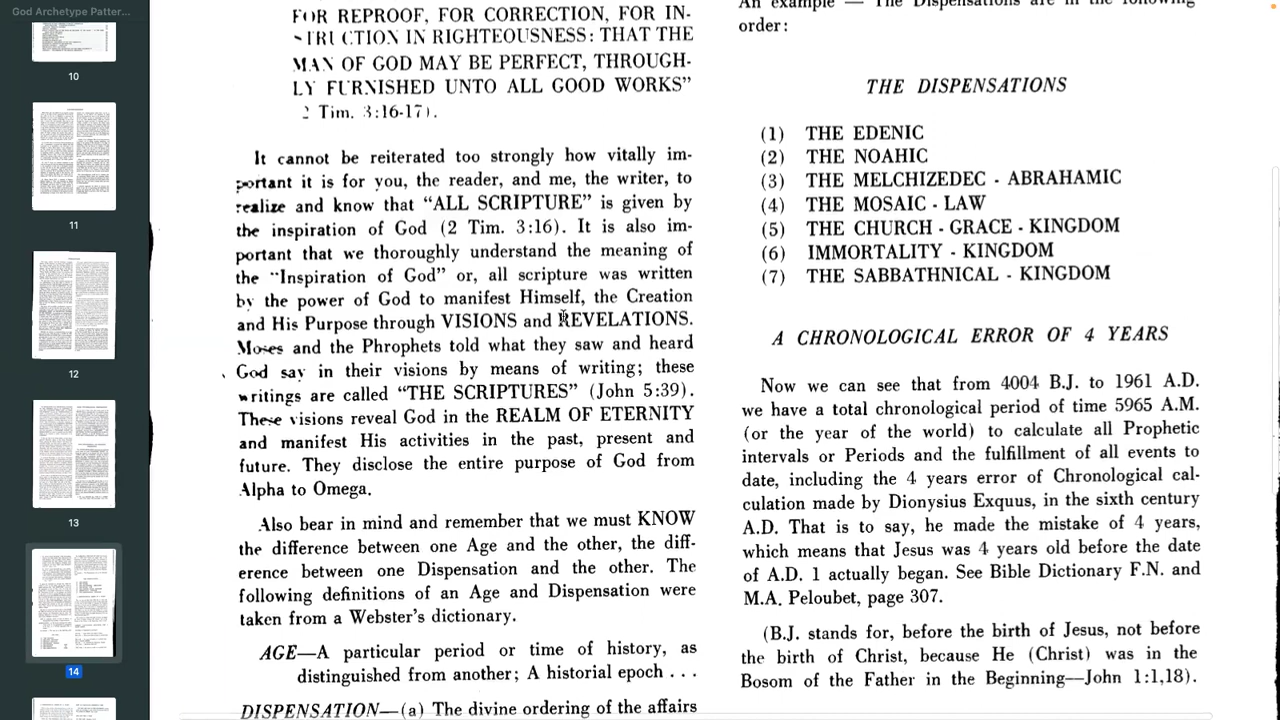 God Archetype Patter...
10
11
12
13
14
FOR REPROOF, FOR CORRECTION, FOR IN-
STRUCTION IN RIGHTEOUSNESS: THAT THE
MAN OF GOD MAY BE PERFECT, THROUGH-
LY FURNISHED UNTO ALL GOOD WORKS"
2 Tim. 3:16-17).
It cannot be reiterated too strongly how vitally im-
portant it is for you, the reader, and me, the writer, to
realize and know that "ALL SCRIPTURE" is given by
the inspiration of God (2 Tim. 3:16). It is also im-
portant that we thoroughly understand the meaning of
the "Inspiration of God" or, all scripture was written
by the power of God to manifest Himself, the Creation
and His Purpose through VISIONS and REVELATIONS.
Moses and the Phrophets told what they saw and heard
God say in their visions by means of writing; these
writings are called "THE SCRIPTURES" (John 5:39).
These visions reveal God in the REALM OF ETERNITY
and manifest His activities in the past, present and
future. They disclose the entire purpose of God from
Alpha to Omega.
Also bear in mind and remember that we must KNOW
the difference between one Age and the other, the diff-
erence between one Dispensation and the other. The
following definitions of an Age and Dispensation were
taken from a Webster's dictionary.
AGE—A particular period or time of history, as
distinguished from another; A historial epoch . . .
DISPENSATION—(a) The divine ordering of the affairs
An example — The Dispensations are in the following
order:
THE DISPENSATIONS
(1) THE EDENIC
(2) THE NOAHIC
(3) THE MELCHIZEDEC - ABRAHAMIC
(4) THE MOSAIC - LAW
(5) THE CHURCH - GRACE - KINGDOM
(6) IMMORTALITY - KINGDOM
(7) THE SABBATHNICAL - KINGDOM
A CHRONOLOGICAL ERROR OF 4 YEARS
Now we can see that from 4004 B.J. to 1961 A.D.
we have a total chronological period of time 5965 A.M.
(or the year of the world) to calculate all Prophetic
intervals or Periods and the fulfillment of all events to
date, including the 4 years error of Chronological cal-
culation made by Dionysius Exquus, in the sixth century
A.D. That is to say, he made the mistake of 4 years,
which means that Jesus was 4 years old before the date
of A.D. 1 actually began. See Bible Dictionary F.N. and
M.A. Peloubet, page 307.
(B.J. stands for, before the birth of Jesus, not before
the birth of Christ, because He (Christ) was in the
Bosom of the Father in the Beginning—John 1:1,18).